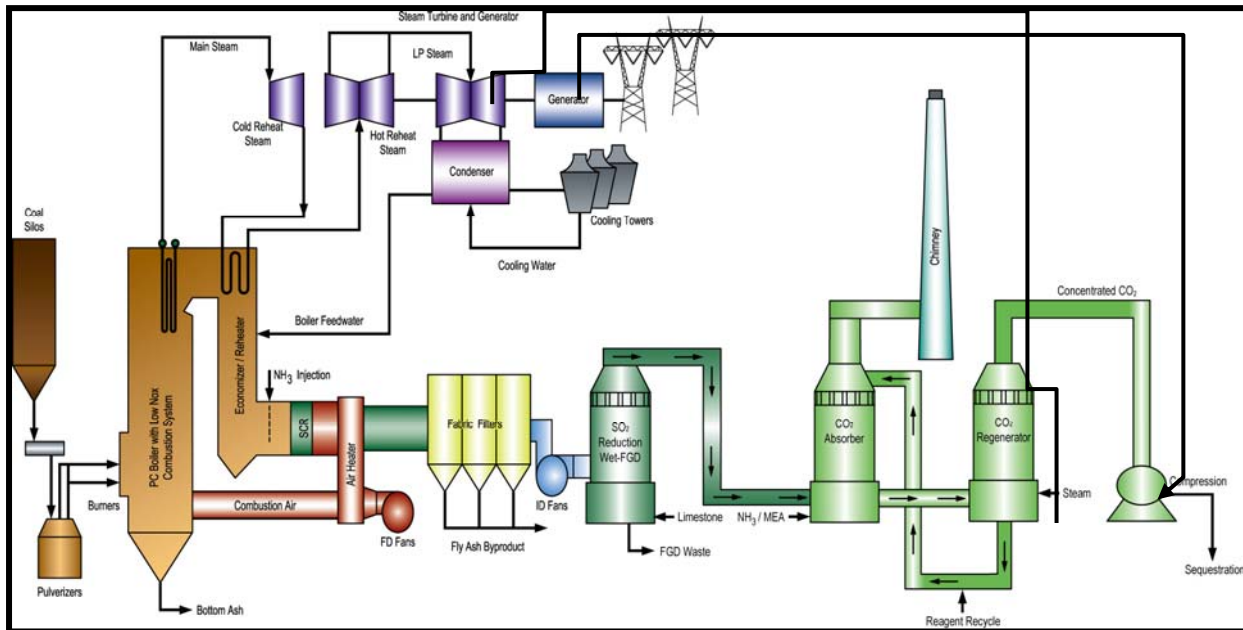 Steam Turbine and Generator
Main Steam
LP Steam
Generator
Cold Reheat
Steam
Hot Reheat
Steam
Condenser
Cooling Towers
Cooling Water
Coal
Silos
Chimney
Concentrated CO₂
Boiler Feedwater
PC Boiler with Low Nox
Combustion System
Economizer / Reheater
NH₃ Injection
SCR
Air Heater
Fabric Filters
SO₂
Reduction
Wet-FGD
CO₂
Absorber
CO₂
Regenerator
Burners
Combustion Air
FD Fans
ID Fans
Fly Ash Byproduct
Limestone
FGD Waste
NH₃ / MEA
Steam
Compression
Sequestration
Pulverizers
Bottom Ash
Reagent Recycle